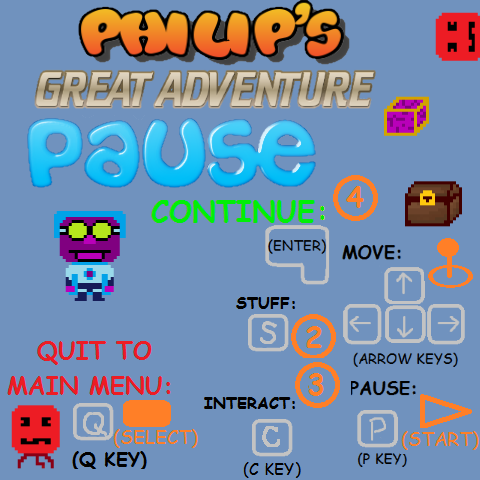 PHILIP'S
GREAT ADVENTURE
PAUSE
CONTINUE: 4
(ENTER)
MOVE:
↑
← ↓ →
(ARROW KEYS)
STUFF:
S 2
QUIT TO
MAIN MENU:
Q (SELECT)
(Q KEY)
3
INTERACT:
C
(C KEY)
PAUSE:
P (START)
(P KEY)